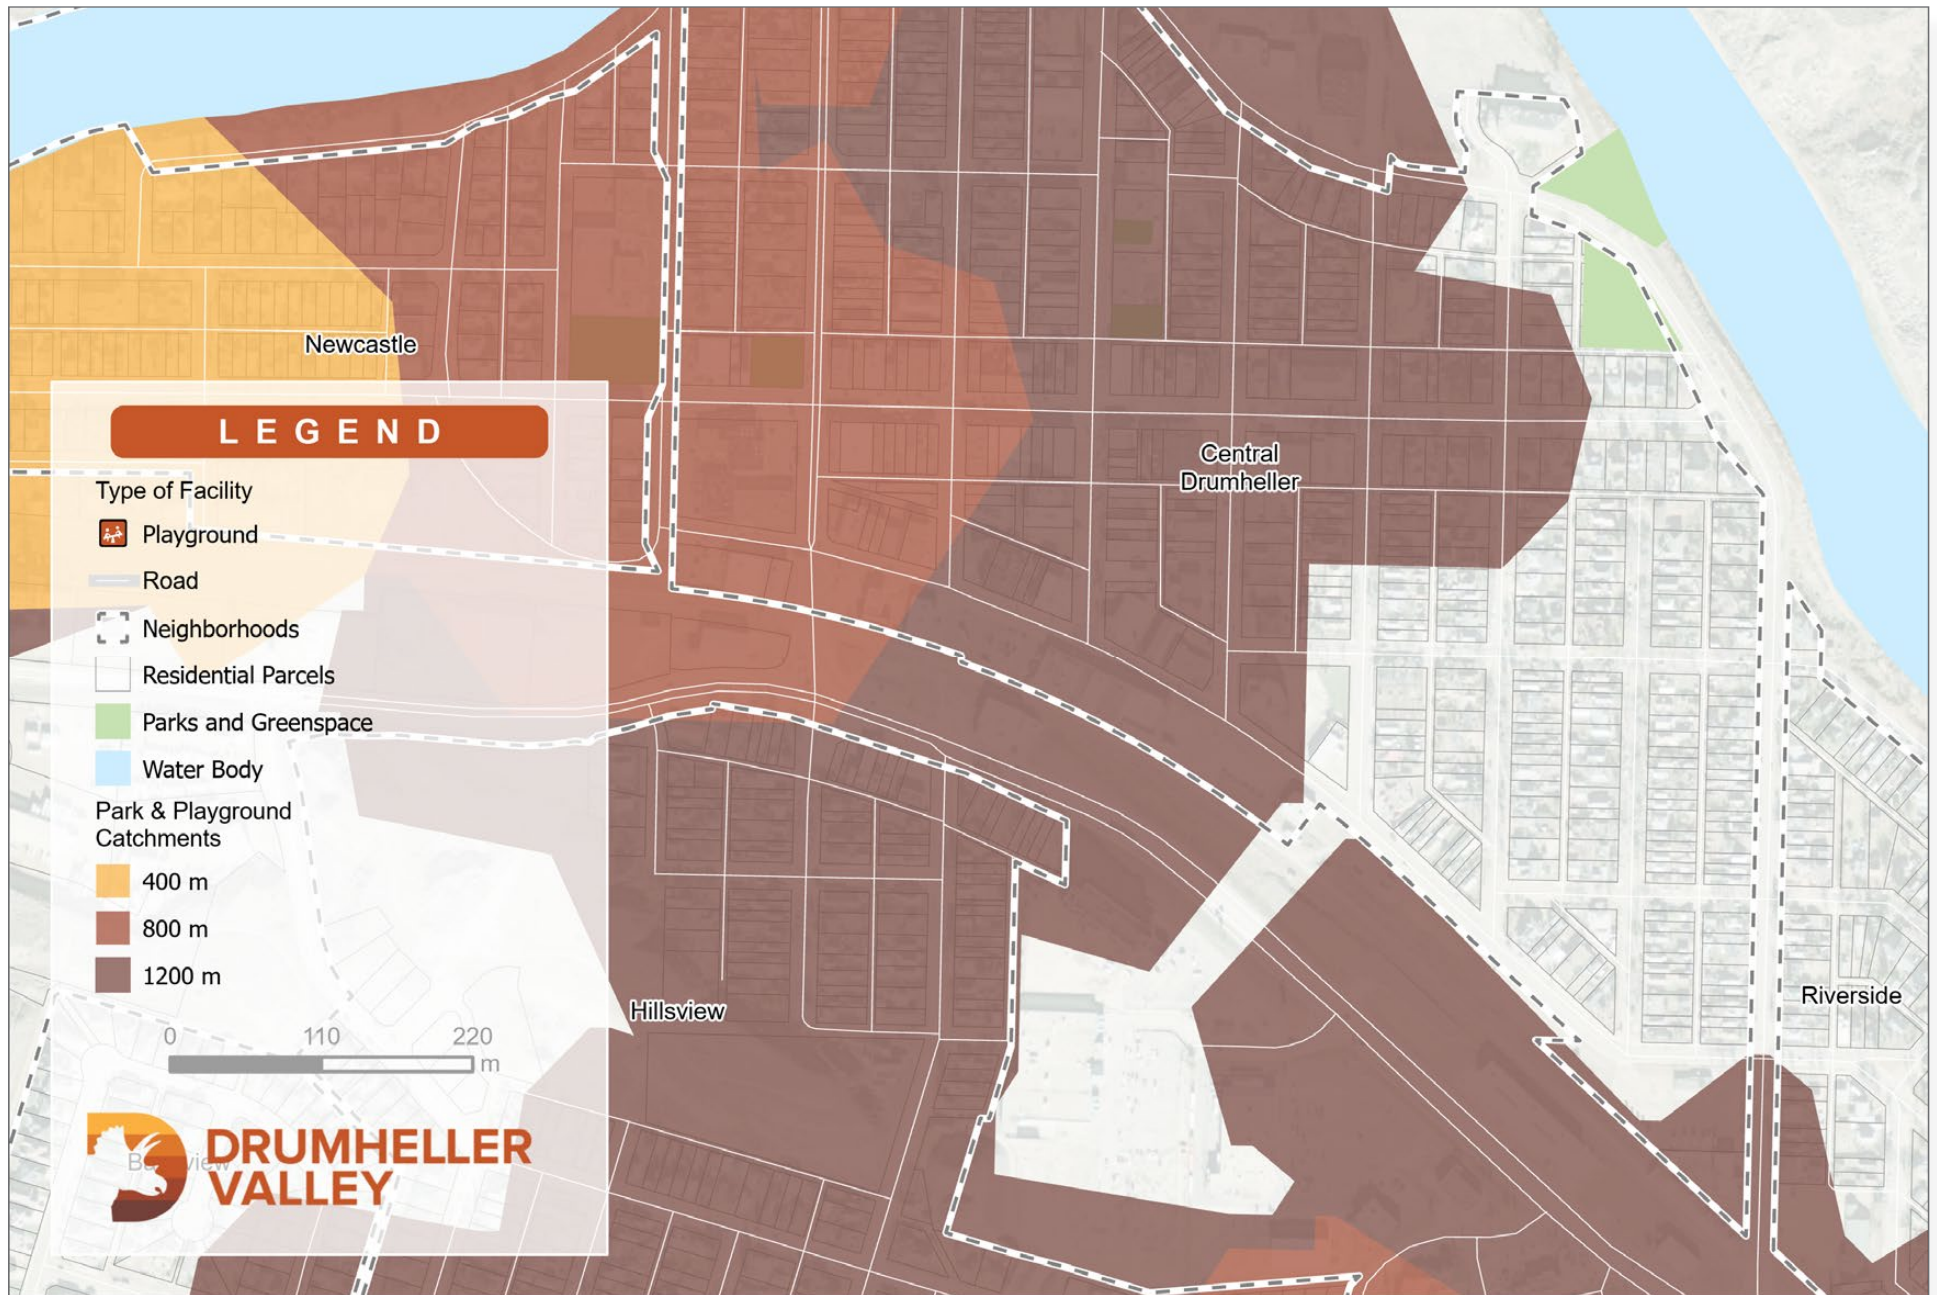 Newcastle
LEGEND
Type of Facility
Playground
Road
Neighborhoods
Residential Parcels
Parks and Greenspace
Water Body
Park & Playground
Catchments
400 m
800 m
1200 m
0 110 220
m
DRUMHELLER
VALLEY
Central
Drumheller
Hillsview
Riverside